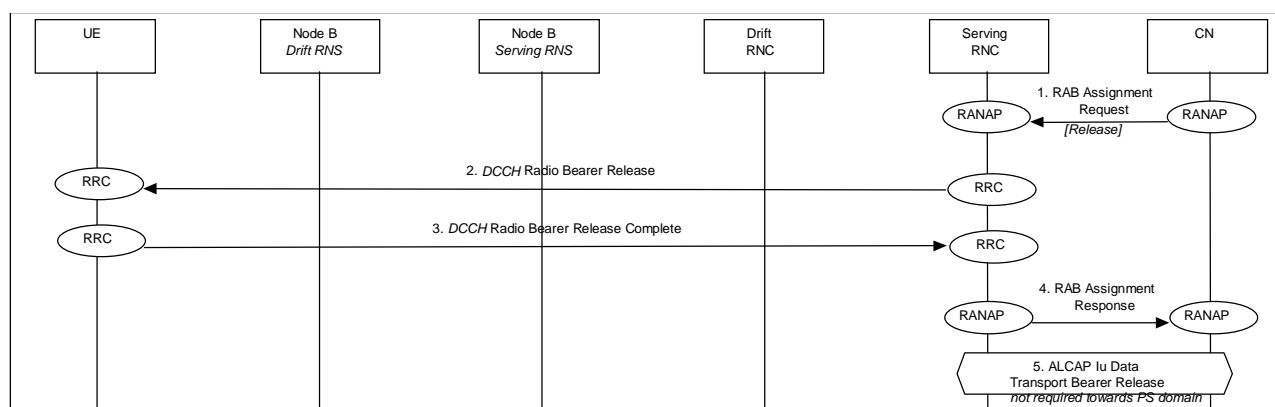 UE
Node B
Drift RNS
Node B
Serving RNS
Drift
RNC
Serving
RNC
CN
1. RAB Assignment
Request
[Release]
RANAP
RANAP
2. DCCH Radio Bearer Release
RRC
RRC
3. DCCH Radio Bearer Release Complete
RRC
RRC
4. RAB Assignment
Response
RANAP
RANAP
5. ALCAP Iu Data
Transport Bearer Release
not required towards PS domain